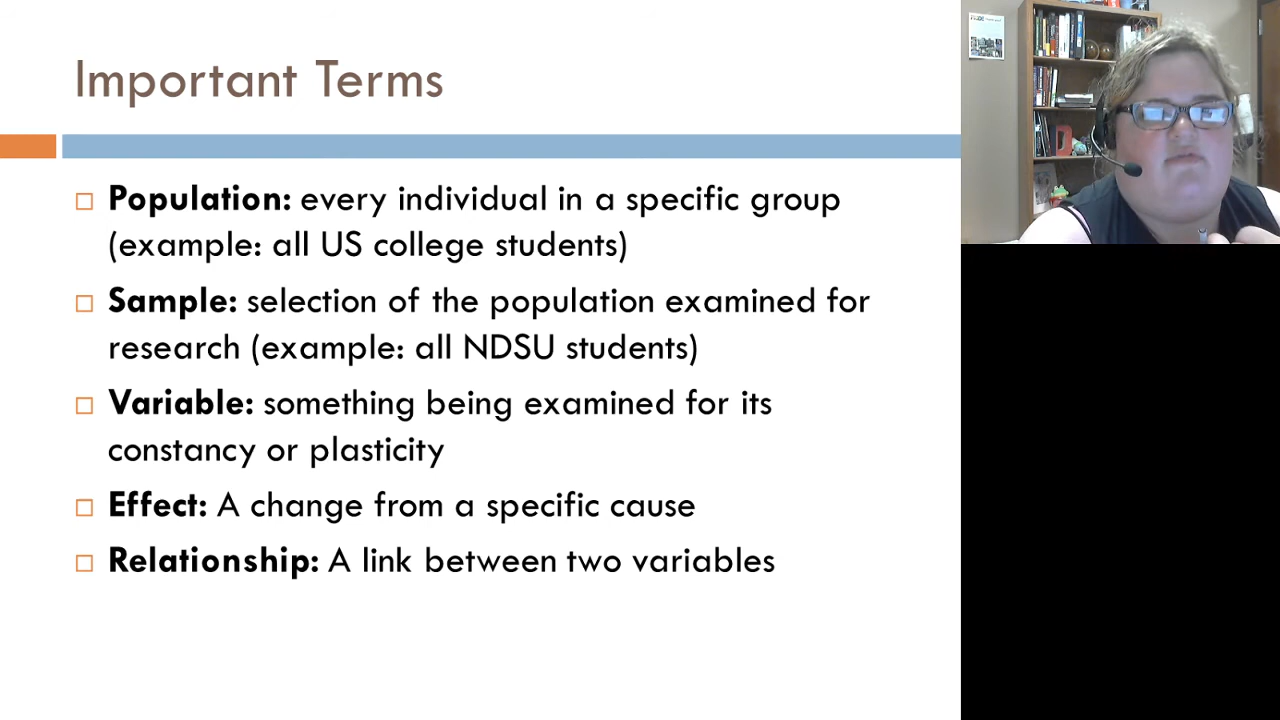 Important Terms
Population: every individual in a specific group
(example: all US college students)
Sample: selection of the population examined for
research (example: all NDSU students)
Variable: something being examined for its
constancy or plasticity
Effect: A change from a specific cause
Relationship: A link between two variables